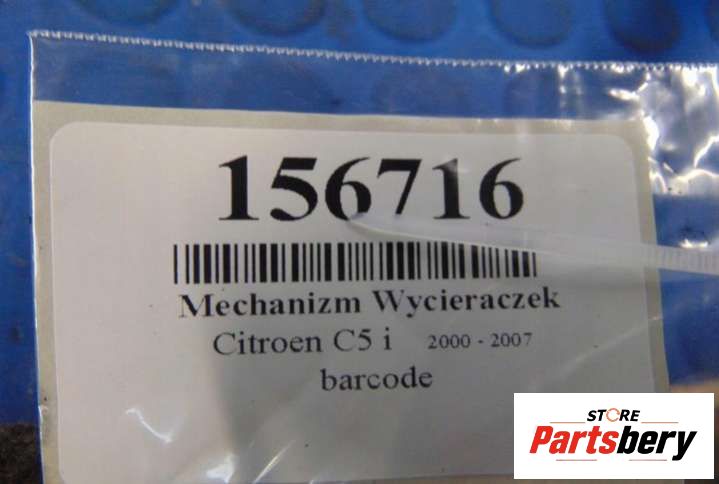 156716
Mechanizm Wycieraczek
Citroen C5 i 2000 - 2007
barcode
STORE
Partsbery